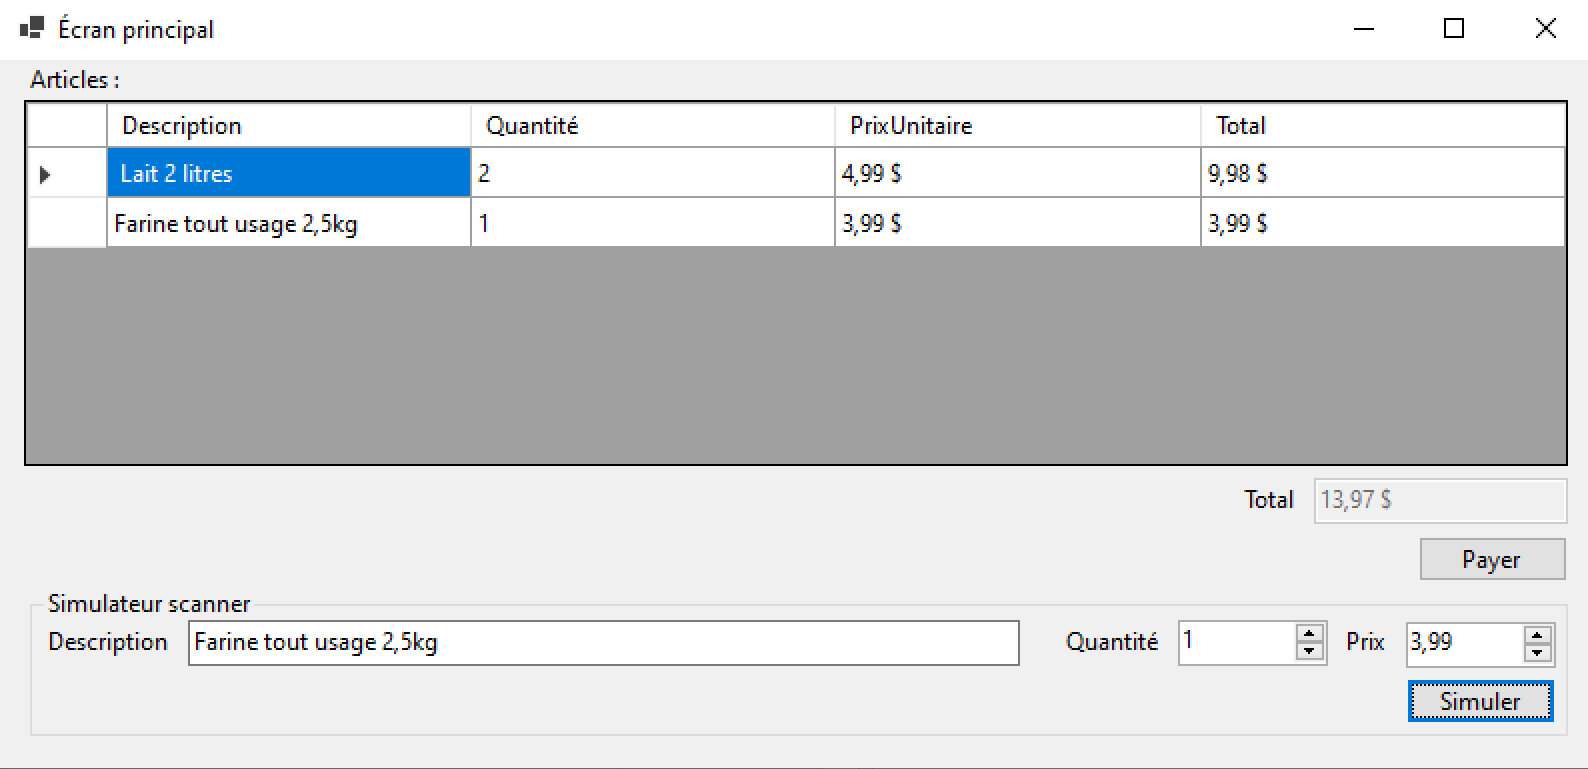 Écran principal
Articles :
Description Quantité PrixUnitaire Total
Lait 2 litres 2 4,99 $ 9,98 $
Farine tout usage 2,5kg 1 3,99 $ 3,99 $
Total 13,97 $
Payer
Simulateur scanner
Description Farine tout usage 2,5kg Quantité 1 Prix 3,99
Simuler